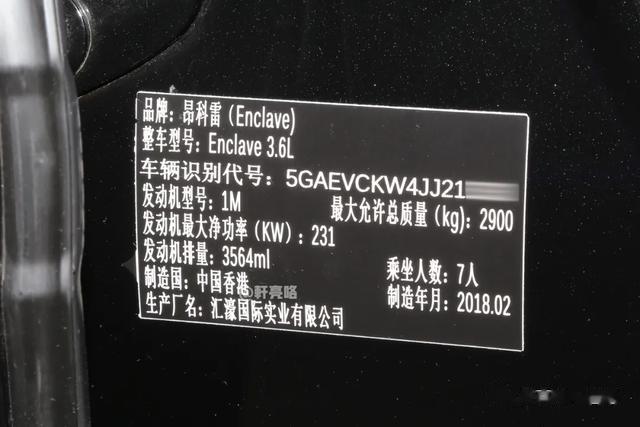 品牌：昂科雷（Enclave）
整车型号：Enclave 3.6L
车辆识别代号：5GAEVCKW4JJ21
发动机型号：1M
最大允许总质量（kg）：2900
发动机最大净功率（KW）：231
发动机排量：3564ml
乘坐人数：7人
制造国：中国香港
制造年月：2018.02
生产厂名：汇濠国际实业有限公司